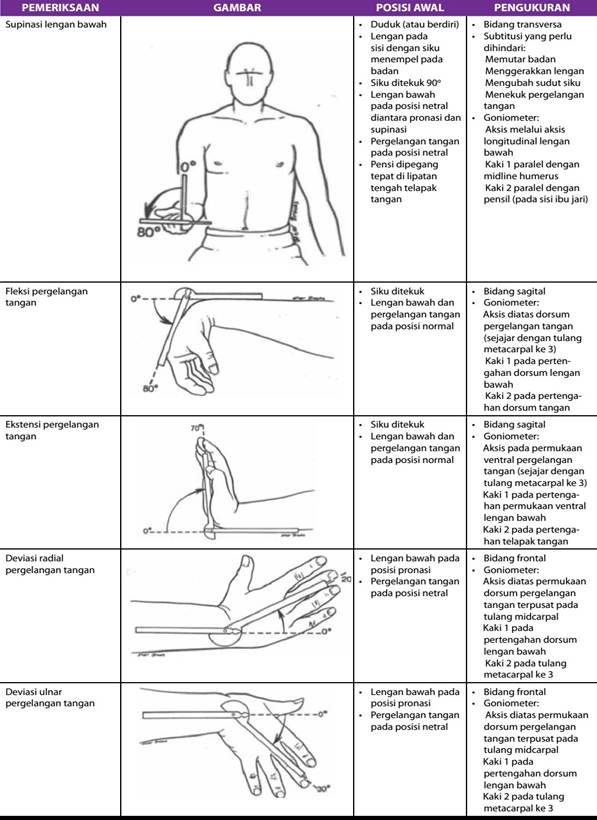 PEMERIKSAAN GAMBAR POSISI AWAL PENGUKURAN
Supinasi lengan bawah
0°
80°
• Duduk (atau berdiri)
• Lengan pada
sisi dengan siku
menempel pada
badan
• Siku ditekuk 90°
• Lengan bawah
pada posisi netral
diantara pronasi dan
supinasi
• Pergelangan tangan
pada posisi netral
• Pensi dipegang
tepat di lipatan
tengah telapak
tangan
• Bidang transversa
• Subtitusi yang perlu
dihindari:
Memutar badan
Menggerakkan lengan
Mengubah sudut siku
Menekuk pergelangan
tangan
• Goniometer:
Aksis melalui aksis
longitudinal lengan
bawah
Kaki 1 paralel dengan
midline humerus
Kaki 2 paralel dengan
pensil (pada sisi ibu jari)
Fleksi pergelangan
tangan
0°
80°
• Siku ditekuk
• Lengan bawah dan
pergelangan tangan
pada posisi normal
• Bidang sagital
• Goniometer:
Aksis diatas dorsum
pergelangan tangan
(sejajar dengan tulang
metacarpal ke 3)
Kaki 1 pada perten-
gahan dorsum lengan
bawah
Kaki 2 pada pertenga-
han dorsum tangan
Ekstensi pergelangan
tangan
70°
0°
• Siku ditekuk
• Lengan bawah dan
pergelangan tangan
pada posisi normal
• Bidang sagital
• Goniometer:
Aksis pada permukaan
ventral pergelangan
tangan (sejajar dengan
tulang metacarpal ke 3)
Kaki 1 pada pertenga-
han permukaan ventral
lengan bawah
Kaki 2 pada pertenga-
han telapak tangan
Deviasi radial
pergelangan tangan
20
0°
• Lengan bawah pada
posisi pronasi
• Pergelangan tangan
pada posisi netral
• Bidang frontal
• Goniometer:
Aksis diatas permukaan
dorsum pergelangan
tangan terpusat pada
tulang midcarpal
Kaki 1 pada
pertengahan dorsum
lengan bawah
Kaki 2 pada tulang
metacarpal ke 3
Deviasi ulnar
pergelangan tangan
0°
30°
• Lengan bawah pada
posisi pronasi
• Pergelangan tangan
pada posisi netral
• Bidang frontal
• Goniometer:
Aksis diatas permukaan
dorsum pergelangan
tangan terpusat pada
tulang midcarpal
Kaki 1 pada
pertengahan dorsum
lengan bawah
Kaki 2 pada tulang
metacarpal ke 3